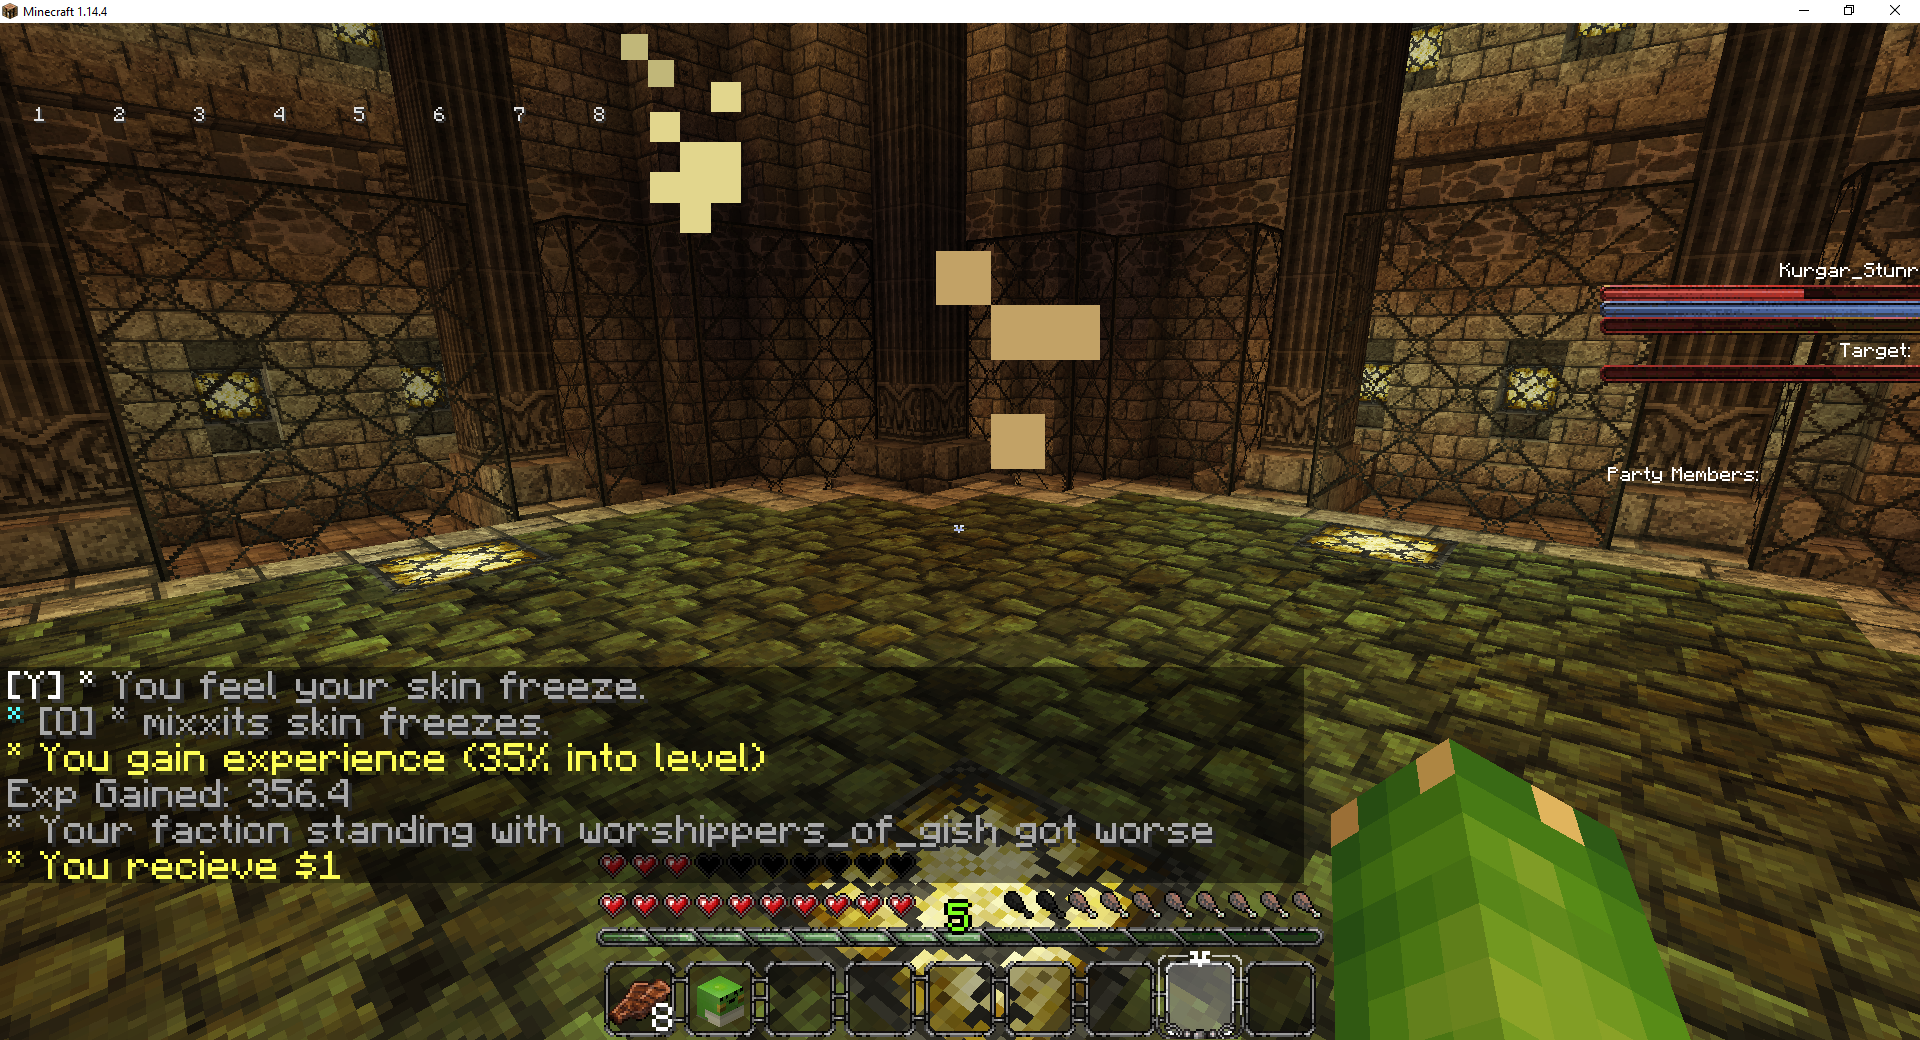 Minecraft 1.14.4
1 2 3 4 5 6 7 8
Kurgar_Stunr
Target:
Party Members:
[Y] * You feel your skin freeze.
* [O] * mixxits skin freezes.
* You gain experience (35% into level)
Exp Gained: 356.4
* Your faction standing with worshippers_of_gish got worse
* You recieve $1
5
8